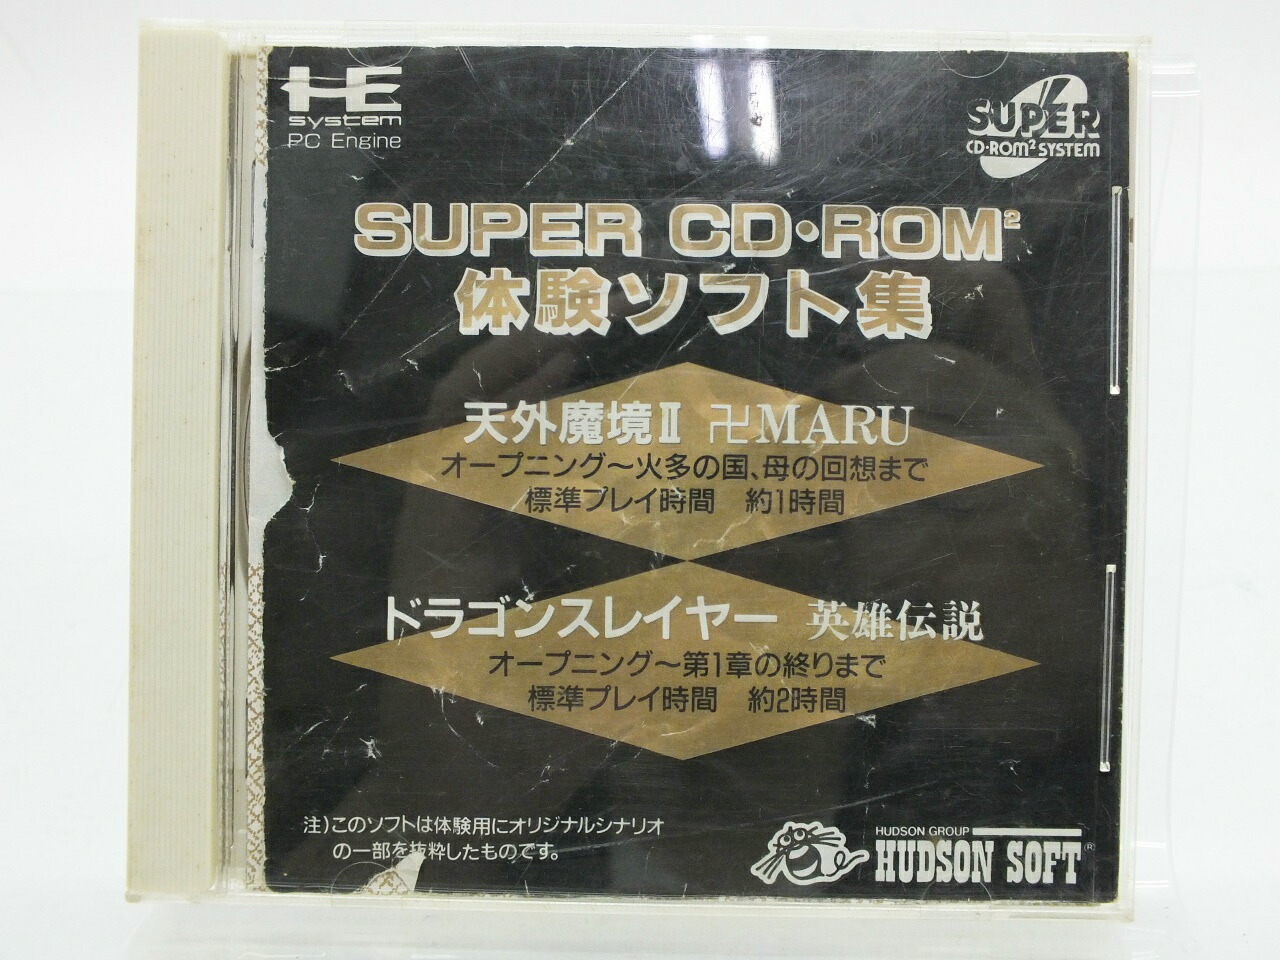 HE
system
PC Engine
SUPER
CD-ROM² SYSTEM
SUPER CD・ROM²
体験ソフト集
天外魔境II 卍MARU
オープニング～火多の国、母の回想まで
標準プレイ時間 約1時間
ドラゴンスレイヤー 英雄伝説
オープニング～第1章の終りまで
標準プレイ時間 約2時間
注)このソフトは体験用にオリジナルシナリオ
の一部を抜粋したものです。
HUDSON GROUP
HUDSON SOFT®